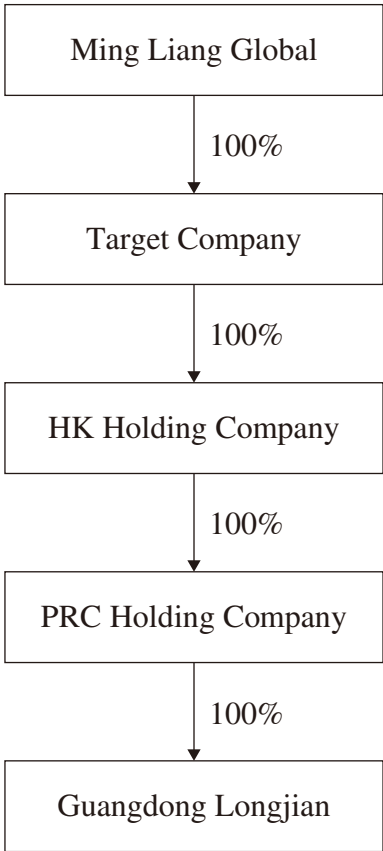 Ming Liang Global
100%
Target Company
100%
HK Holding Company
100%
PRC Holding Company
100%
Guangdong Longjian